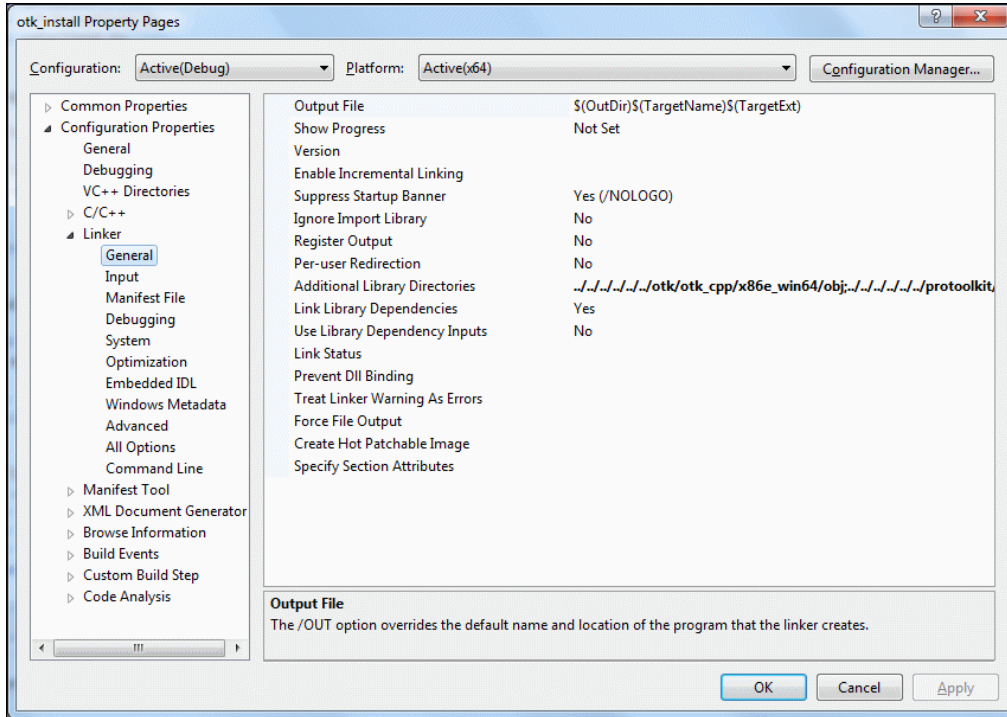 otk_install Property Pages
Configuration: Active(Debug) Platform: Active(x64) Configuration Manager...
Common Properties
Configuration Properties
General
Debugging
VC++ Directories
C/C++
Linker
General
Input
Manifest File
Debugging
System
Optimization
Embedded IDL
Windows Metadata
Advanced
All Options
Command Line
Manifest Tool
XML Document Generator
Browse Information
Build Events
Custom Build Step
Code Analysis
Output File $(OutDir)$(TargetName)$(TargetExt)
Show Progress Not Set
Version
Enable Incremental Linking
Suppress Startup Banner Yes (/NOLOGO)
Ignore Import Library No
Register Output No
Per-user Redirection No
Additional Library Directories ../../../../../../otk/otk_cpp/x86e_win64/obj;../../../../../../protoolkit/
Link Library Dependencies Yes
Use Library Dependency Inputs No
Link Status
Prevent Dll Binding
Treat Linker Warning As Errors
Force File Output
Create Hot Patchable Image
Specify Section Attributes
Output File
The /OUT option overrides the default name and location of the program that the linker creates.
OK Cancel Apply